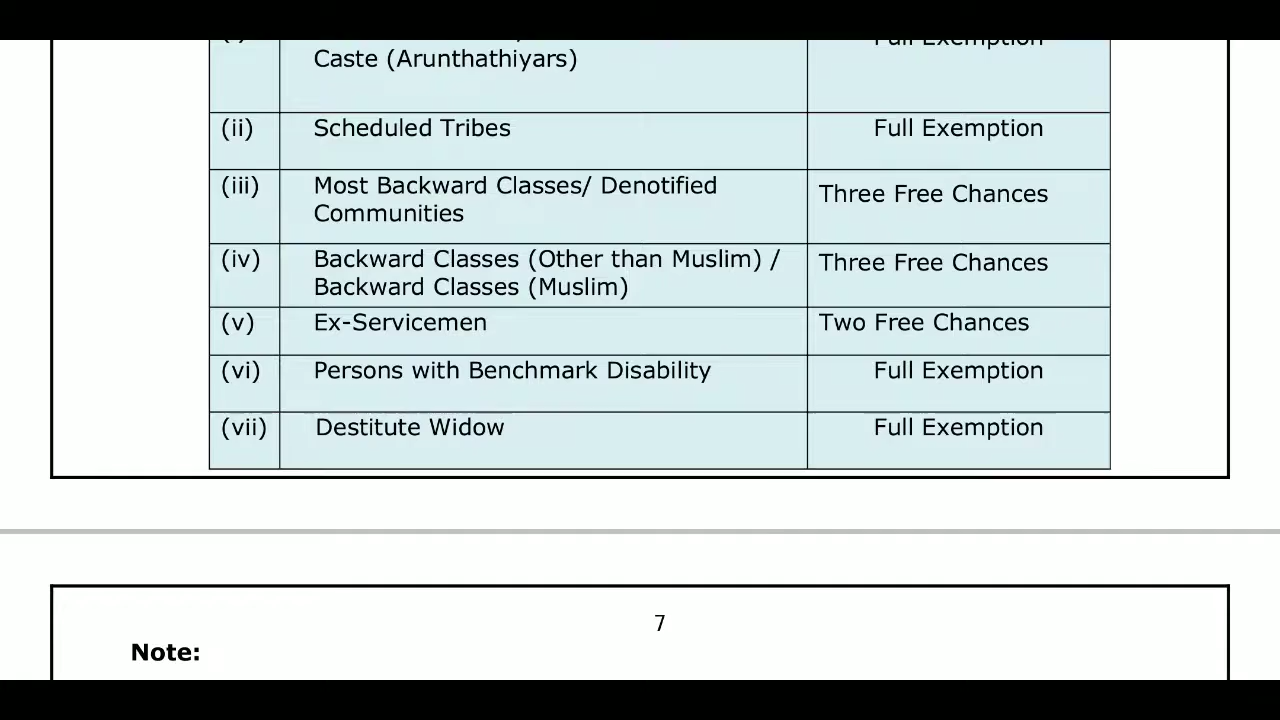 Full Exemption
Caste (Arunthathiyars)
(ii) Scheduled Tribes Full Exemption
(iii) Most Backward Classes/ Denotified
Communities
Three Free Chances
(iv) Backward Classes (Other than Muslim) /
Backward Classes (Muslim)
Three Free Chances
(v) Ex-Servicemen Two Free Chances
(vi) Persons with Benchmark Disability Full Exemption
(vii) Destitute Widow Full Exemption
7
Note: